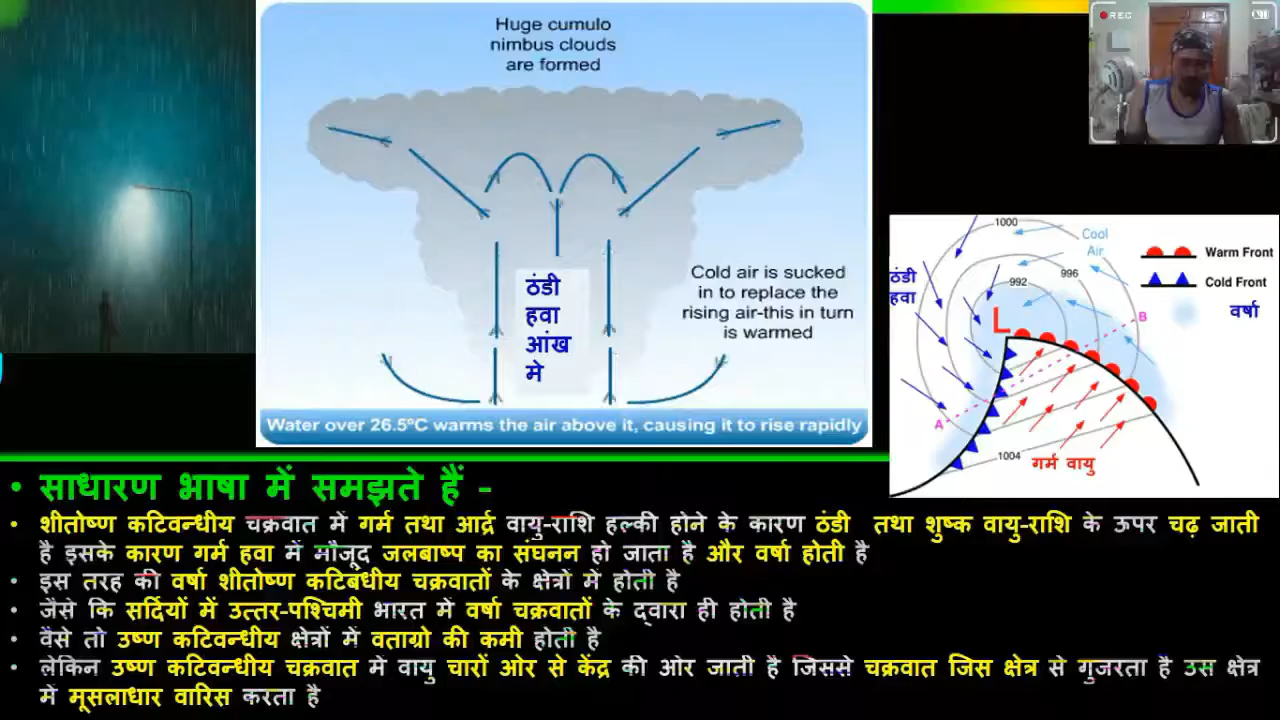 Huge cumulo
nimbus clouds
are formed
REC
ठंडी
हवा
आंख
मे
Cold air is sucked
in to replace the
rising air-this in turn
is warmed
Water over 26.5ºC warms the air above it, causing it to rise rapidly
1000
Cool
Air
996
992
ठंडी
हवा
Warm Front
Cold Front
वर्षा
L
B
A
1004
गर्म वायु
• साधारण भाषा में समझते हैं -
• शीतोष्ण कटिवन्धीय चक्रवात में गर्म तथा आर्द्र वायु-राशि हल्की होने के कारण ठंडी तथा शुष्क वायु-राशि के ऊपर चढ़ जाती
है इसके कारण गर्म हवा में मौजूद जलबाष्प का संघनन हो जाता है और वर्षा होती है
• इस तरह की वर्षा शीतोष्ण कटिबंधीय चक्रवातों के क्षेत्रों में होती है
• जैसे कि सर्दियों में उत्तर-पश्चिमी भारत में वर्षा चक्रवातों के द्वारा ही होती है
• वैसे तो उष्ण कटिवन्धीय क्षेत्रों में वताग्रो की कमी होती है
• लेकिन उष्ण कटिवन्धीय चक्रवात में वायु चारों ओर से केंद्र की ओर जाती है जिससे चक्रवात जिस क्षेत्र से गुजरता है उस क्षेत्र
में मूसलाधार वारिस करता है